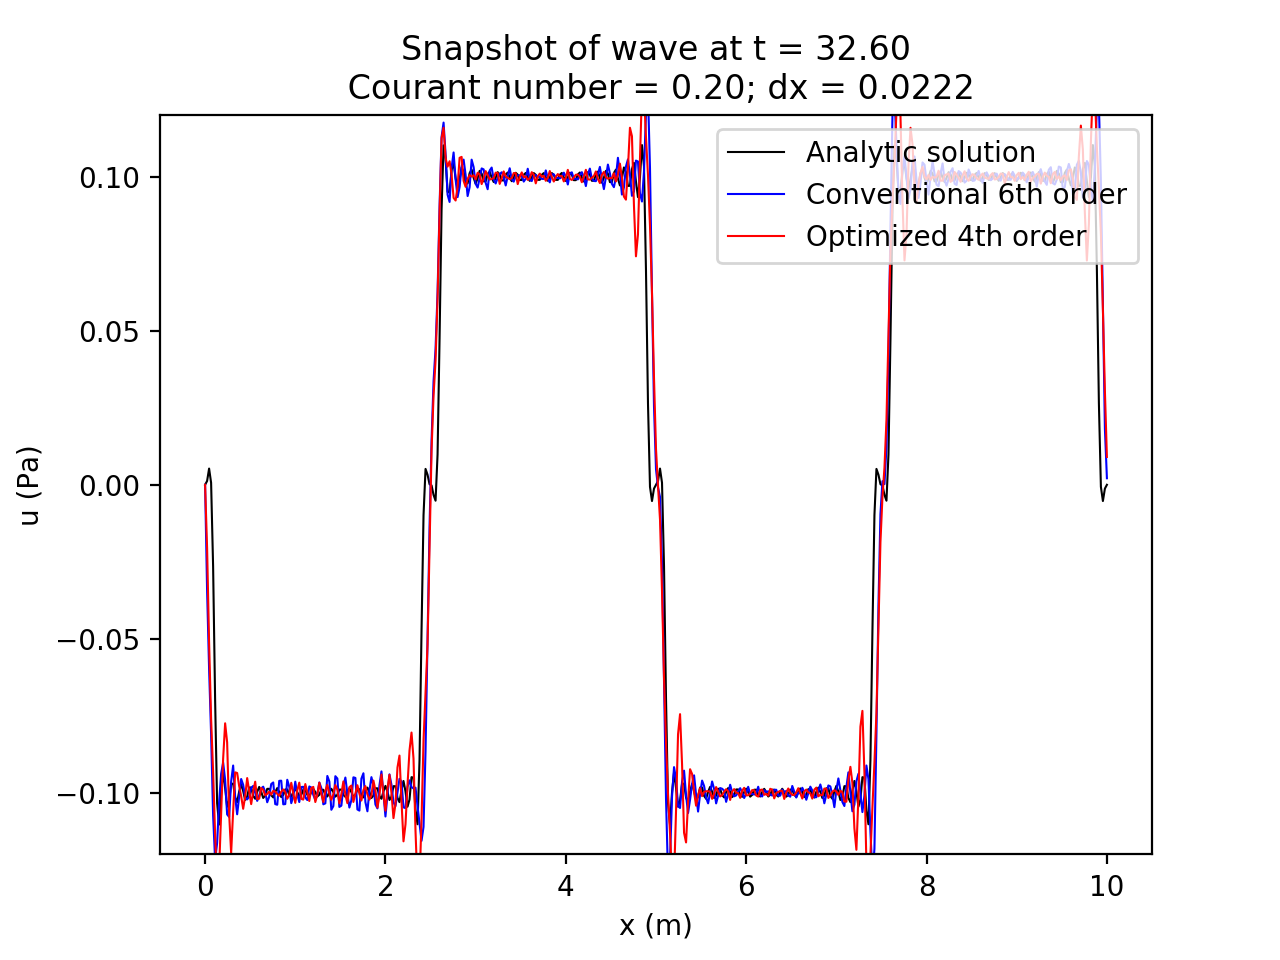 Snapshot of wave at t = 32.60
Courant number = 0.20; dx = 0.0222
Analytic solution
Conventional 6th order
Optimized 4th order
0.10
0.05
0.00
−0.05
−0.10
u (Pa)
0 2 4 6 8 10
x (m)